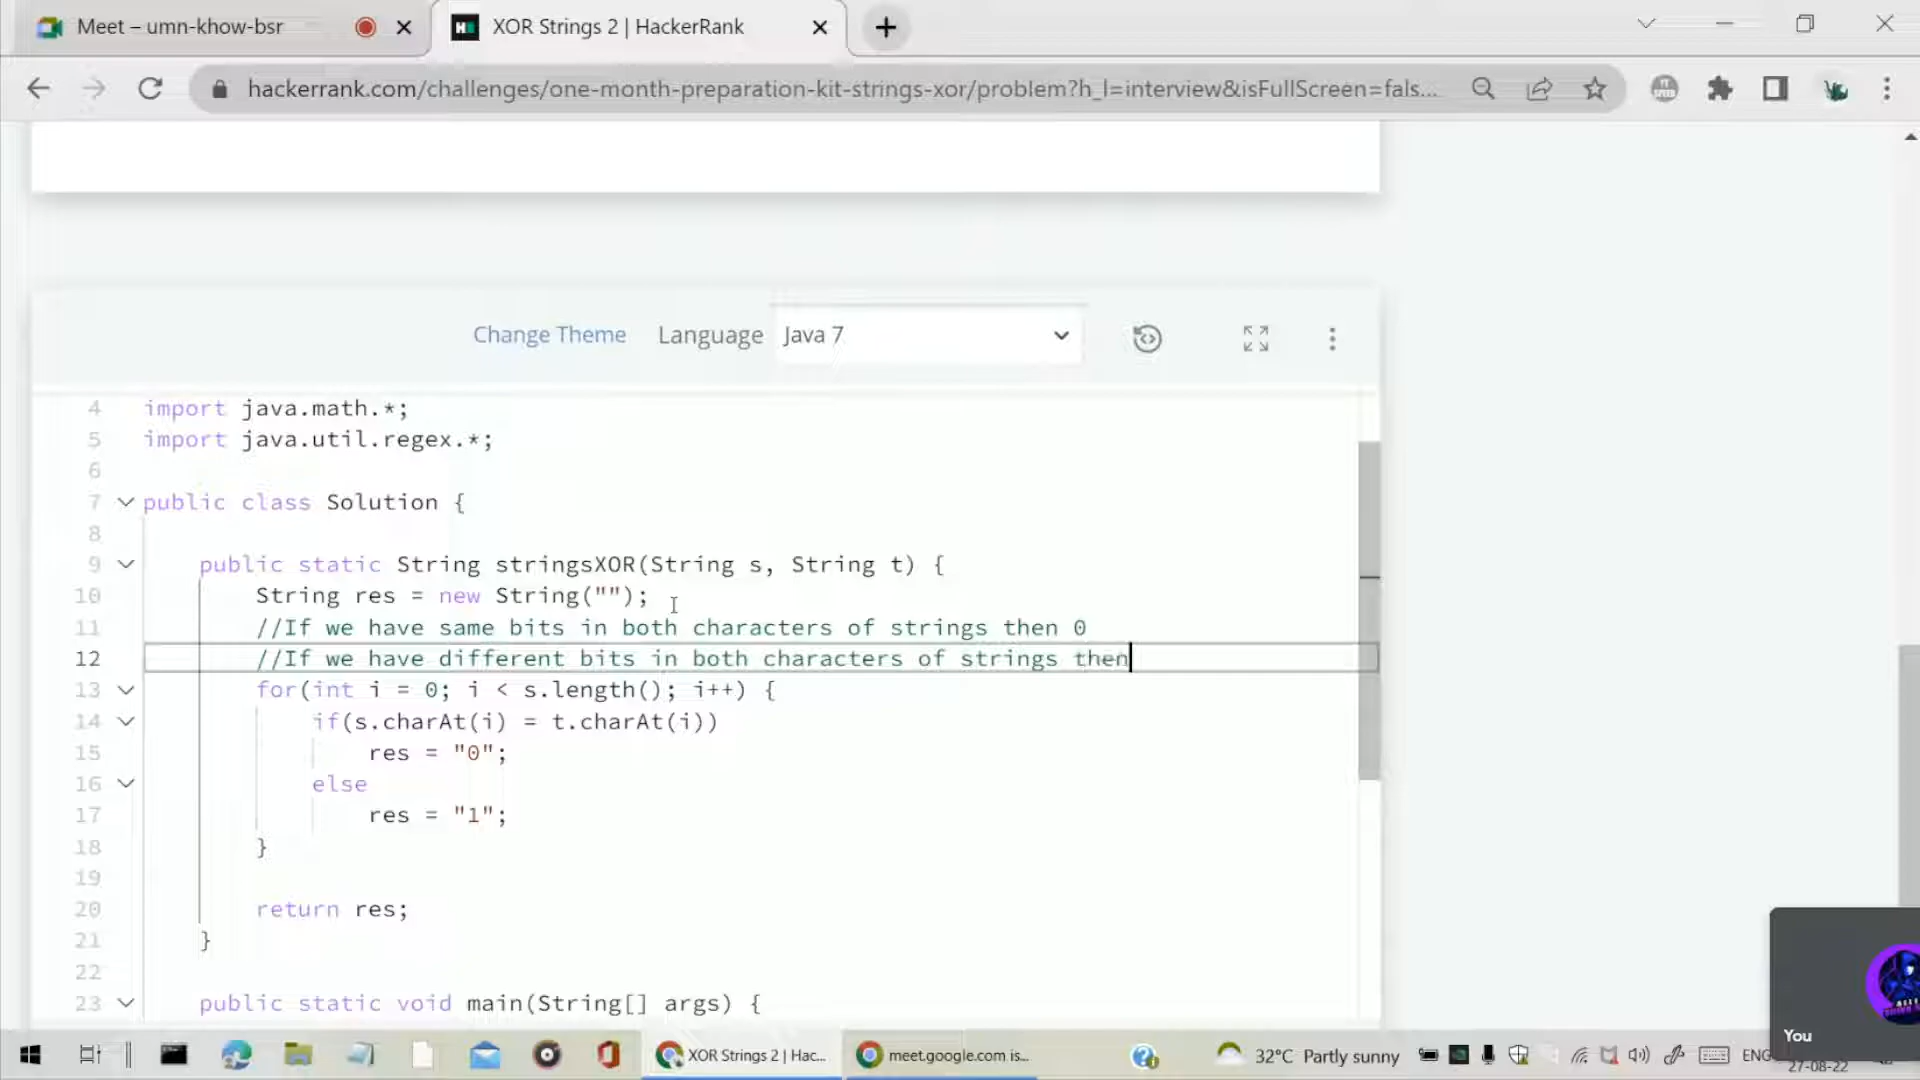 Meet – umn-khow-bsr
XOR Strings 2 | HackerRank
hackerrank.com/challenges/one-month-preparation-kit-strings-xor/problem?h_l=interview&isFullScreen=fals...
Change Theme
Language
Java 7
4 import java.math.*;
5 import java.util.regex.*;
6
7 public class Solution {
8
9 public static String stringsXOR(String s, String t) {
10 String res = new String("");
11 //If we have same bits in both characters of strings then 0
12 //If we have different bits in both characters of strings then
13 for(int i = 0; i < s.length(); i++) {
14 if(s.charAt(i) = t.charAt(i))
15 res = "0";
16 else
17 res = "1";
18 }
19
20 return res;
21 }
22
23 public static void main(String[] args) {
You
XOR Strings 2 | Hac...
meet.google.com is...
32°C Partly sunny
ENG
27-08-22